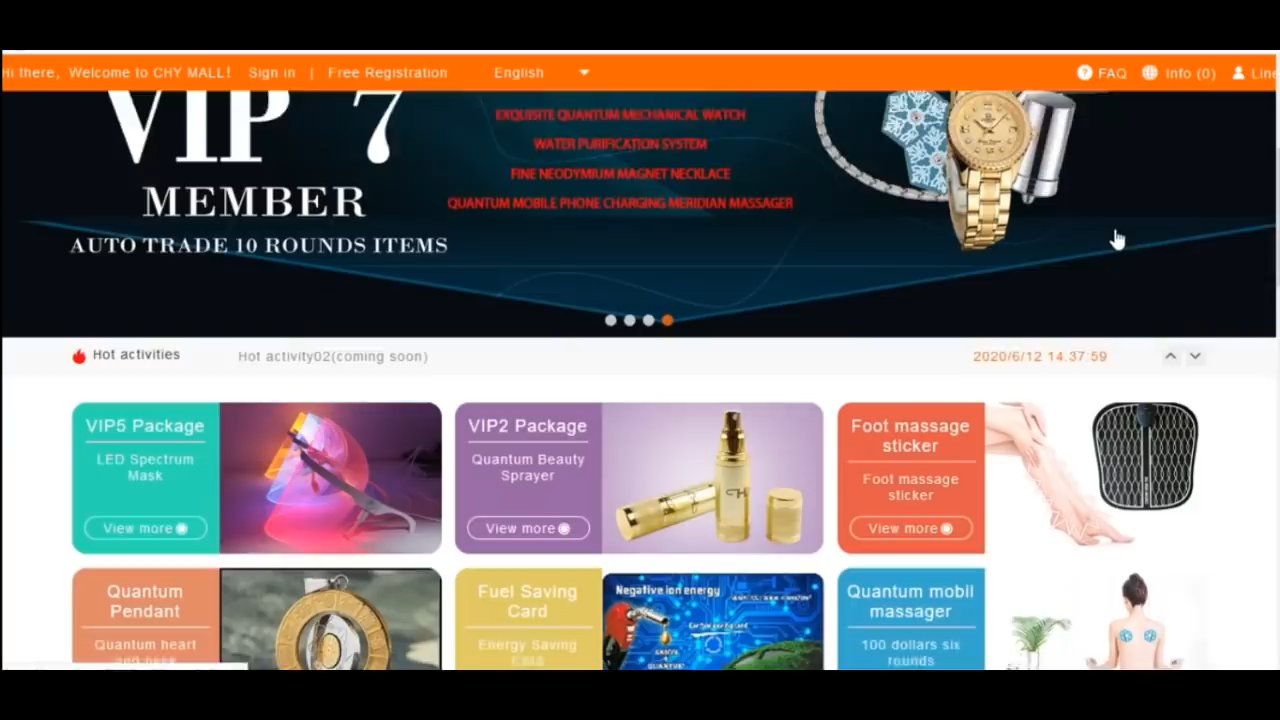 Hi there, Welcome to CHY MALL! Sign in | Free Registration English FAQ Info (0) Line
VIP 7
MEMBER
AUTO TRADE 10 ROUNDS ITEMS
EXQUISITE QUANTUM MECHANICAL WATCH
WATER PURIFICATION SYSTEM
FINE NEODYMIUM MAGNET NECKLACE
QUANTUM MOBILE PHONE CHARGING MERIDIAN MASSAGER
Hot activities Hot activity02(coming soon) 2020/6/12 14:37:59
VIP5 Package
LED Spectrum
Mask
View more
VIP2 Package
Quantum Beauty
Sprayer
View more
Foot massage
sticker
Foot massage
sticker
View more
Quantum
Pendant
Quantum heart
and
Fuel Saving
Card
Energy Saving
Negative ion energy
Quantum mobil
massager
100 dollars six
rounds